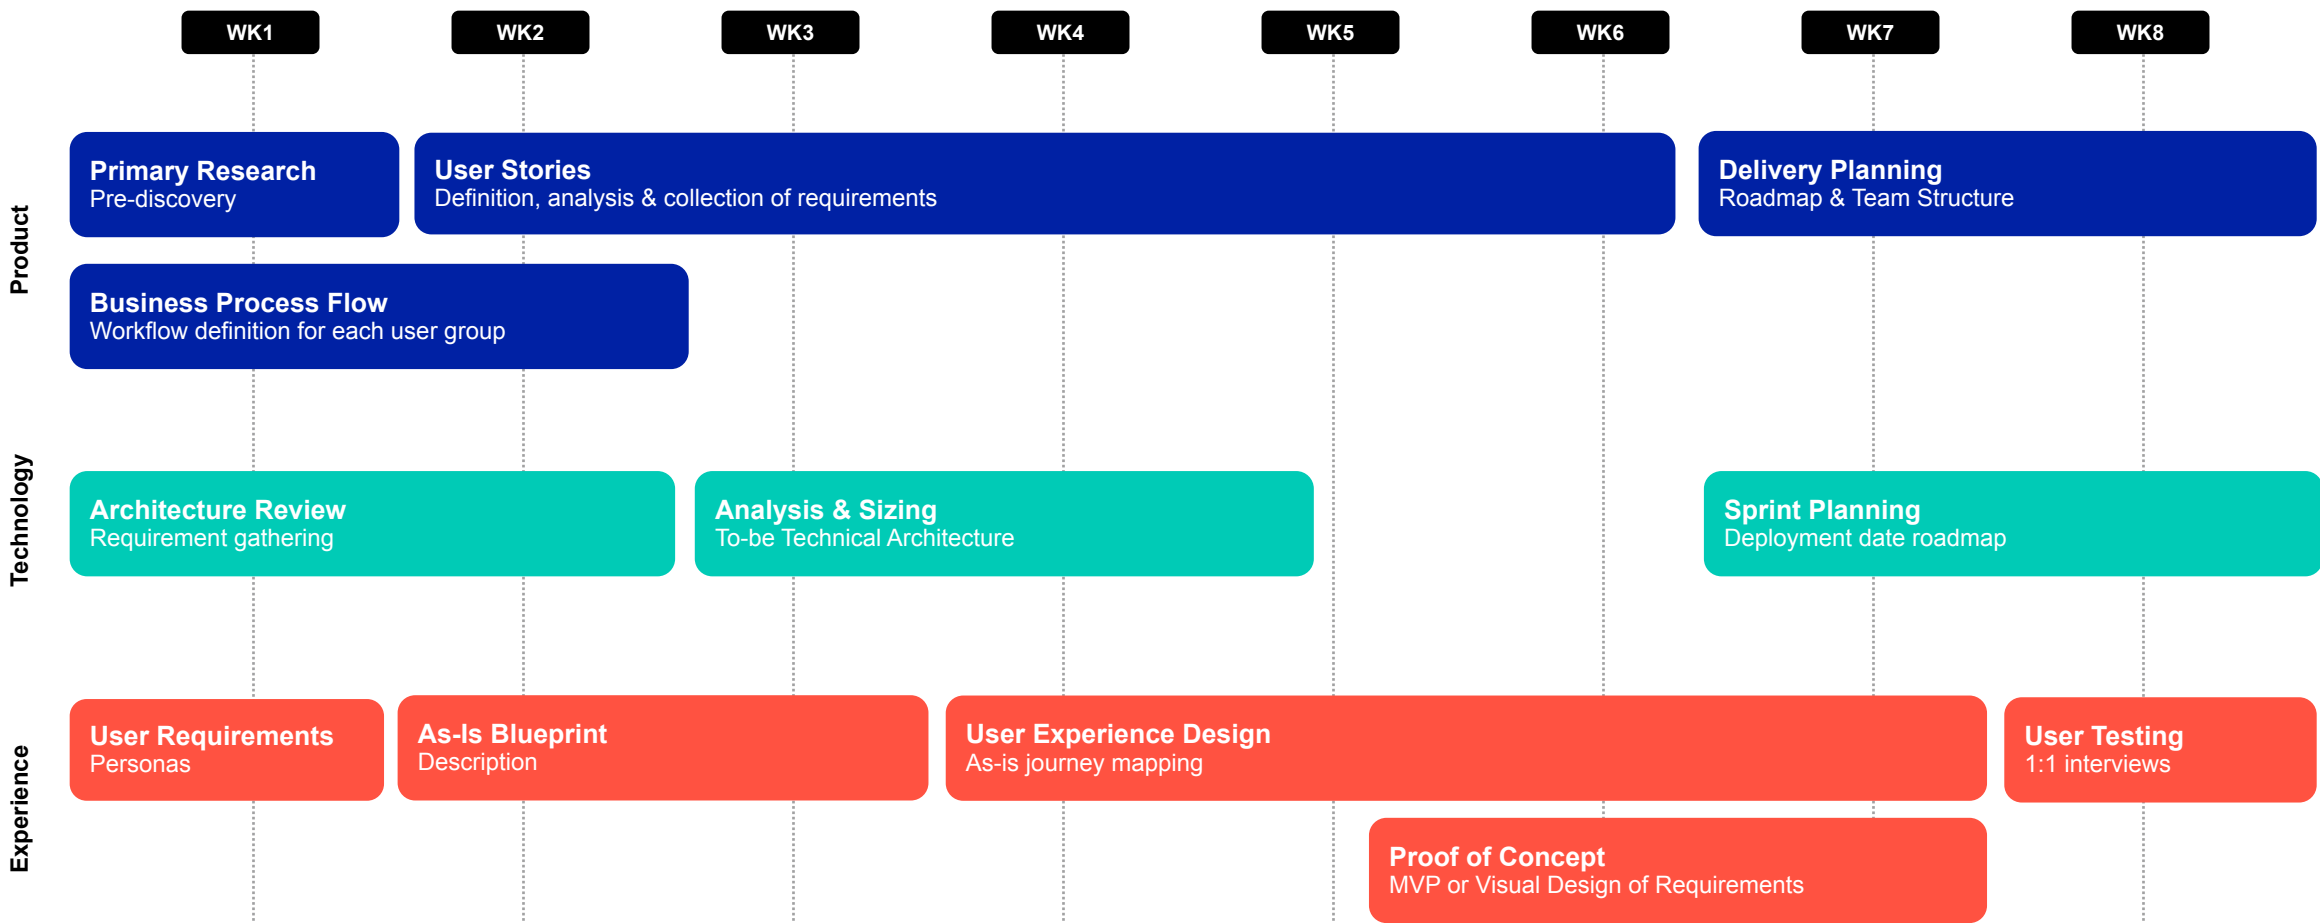 WK1
WK2
WK3
WK4
WK5
WK6
WK7
WK8
Product
Primary Research
Pre-discovery
User Stories
Definition, analysis & collection of requirements
Delivery Planning
Roadmap & Team Structure
Business Process Flow
Workflow definition for each user group
Technology
Architecture Review
Requirement gathering
Analysis & Sizing
To-be Technical Architecture
Sprint Planning
Deployment date roadmap
Experience
User Requirements
Personas
As-Is Blueprint
Description
User Experience Design
As-is journey mapping
User Testing
1:1 interviews
Proof of Concept
MVP or Visual Design of Requirements